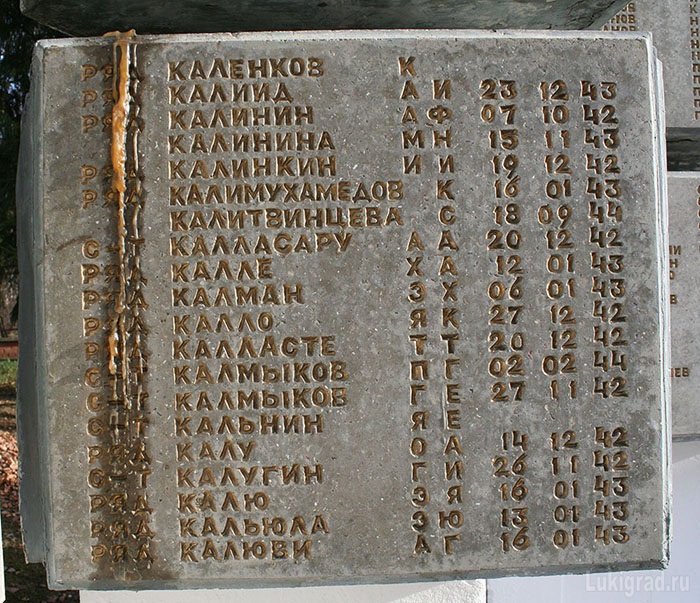 РЯД КАЛЕНКОВ К
РЯД КАЛИИД А И 23 12 43
РЯД КАЛИНИН А Ф 07 10 42
КАЛИНИНА М Н 15 11 43
РЯД КАЛИНКИН И И 19 12 42
РЯД КАЛИМУХАМЕДОВ К 16 01 43
КАЛИТВИНЦЕВА С 18 09 44
С-Т КАЛЛАСАРУ А Д 20 12 42
РЯД КАЛЛЕ Х А 12 01 43
РЯД КАЛМАН Э Х 06 01 43
РЯД КАЛЛО Я К 27 12 42
РЯД КАЛЛАСТЕ Т Т 20 12 42
С-Т КАЛМЫКОВ П Г 02 02 44
С-Т КАЛМЫКОВ Г Е 27 11 42
С-Т КАЛЬНИН Я Е
РЯД КАЛУ О А 14 12 42
С-Т КАЛУГИН Г И 26 11 42
РЯД КАЛЮ Э Я 16 01 43
РЯД КАЛЬЮЛА Э Ю 13 01 43
РЯД КАЛЮВИ А Г 16 01 43
Lukigrad.ru